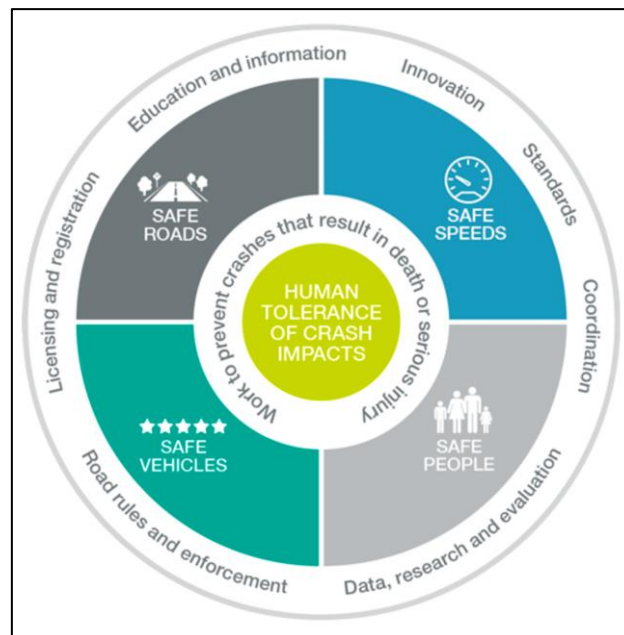 Education and information
Innovation
Standards
Coordination
Data, research and evaluation
Road rules and enforcement
Licensing and registration
SAFE
ROADS
SAFE
SPEEDS
SAFE
PEOPLE
SAFE
VEHICLES
Work to prevent crashes that result in death or serious injury
HUMAN
TOLERANCE
OF CRASH
IMPACTS